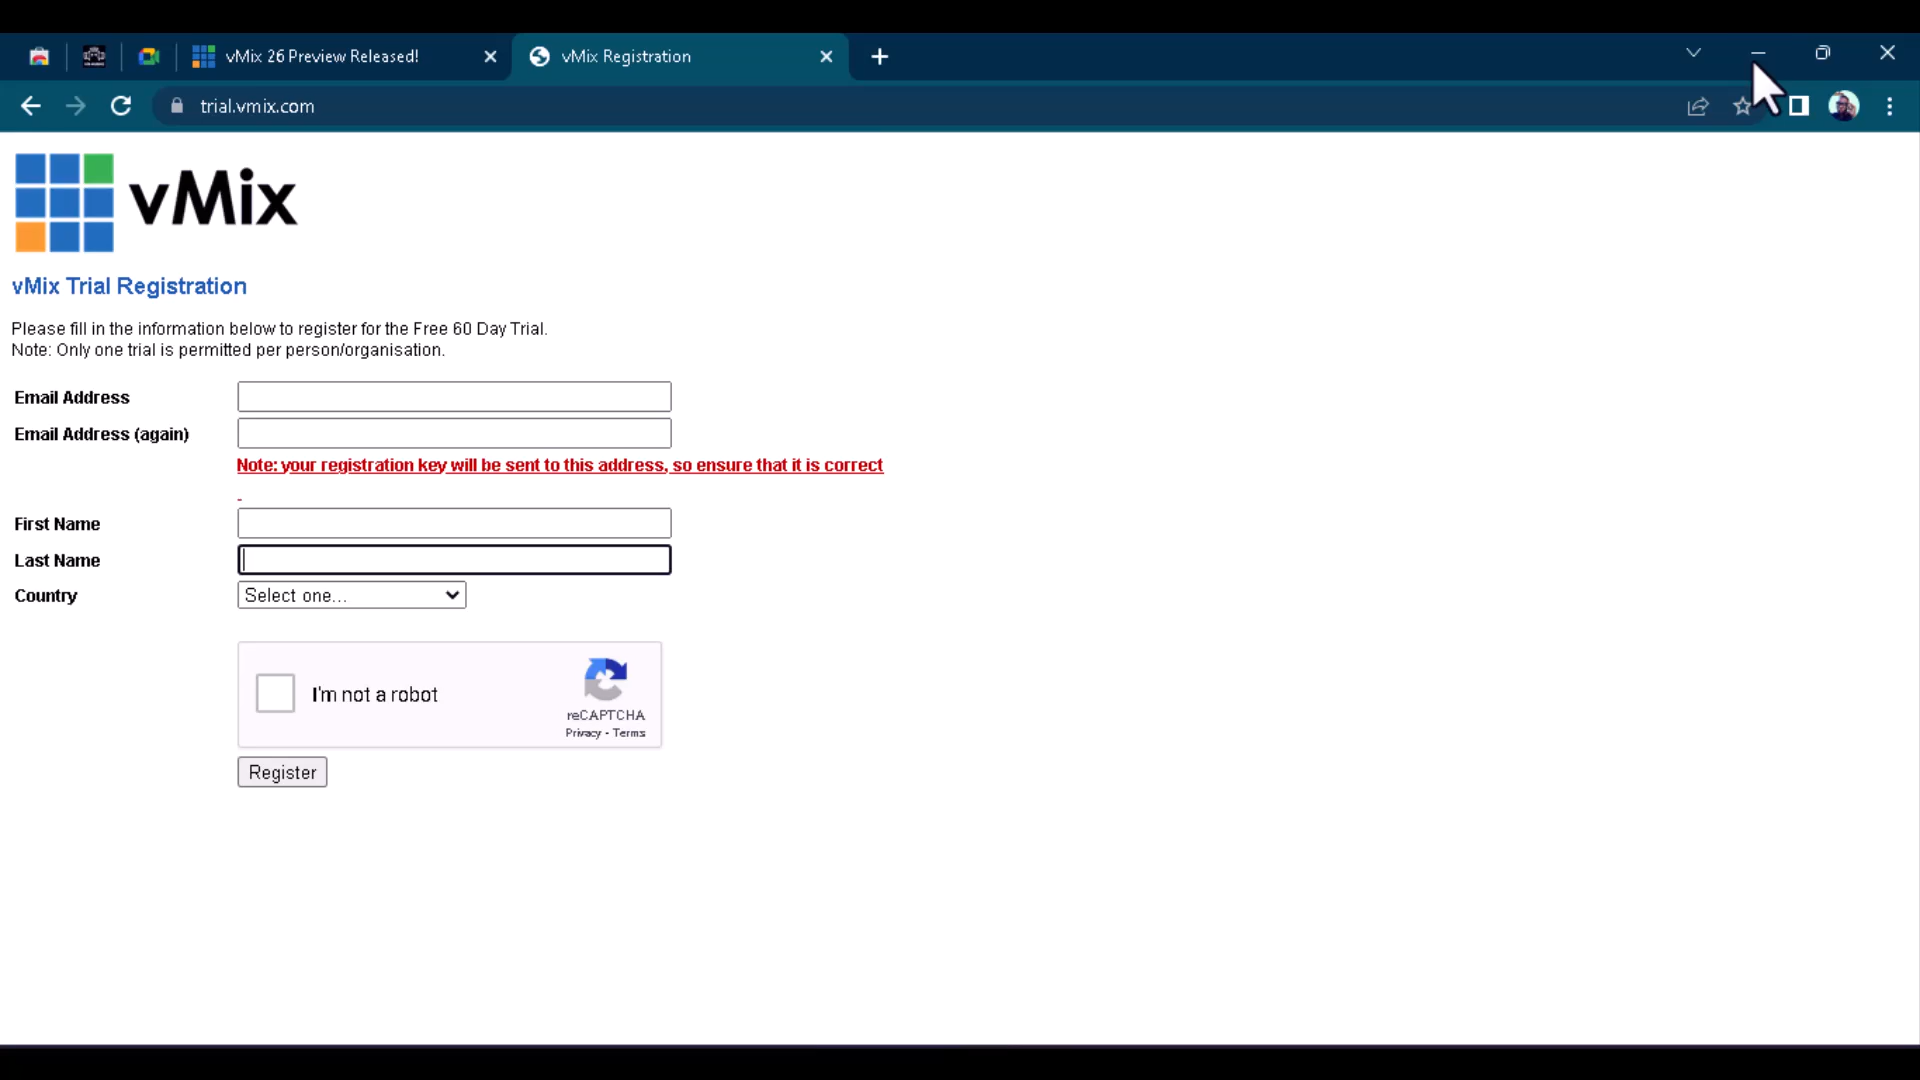 vMix 26 Preview Released!
vMix Registration
trial.vmix.com
vMix
vMix Trial Registration
Please fill in the information below to register for the Free 60 Day Trial.
Note: Only one trial is permitted per person/organisation.
Email Address
Email Address (again)
Note: your registration key will be sent to this address, so ensure that it is correct
First Name
Last Name
Country Select one...
I'm not a robot
reCAPTCHA
Privacy - Terms
Register